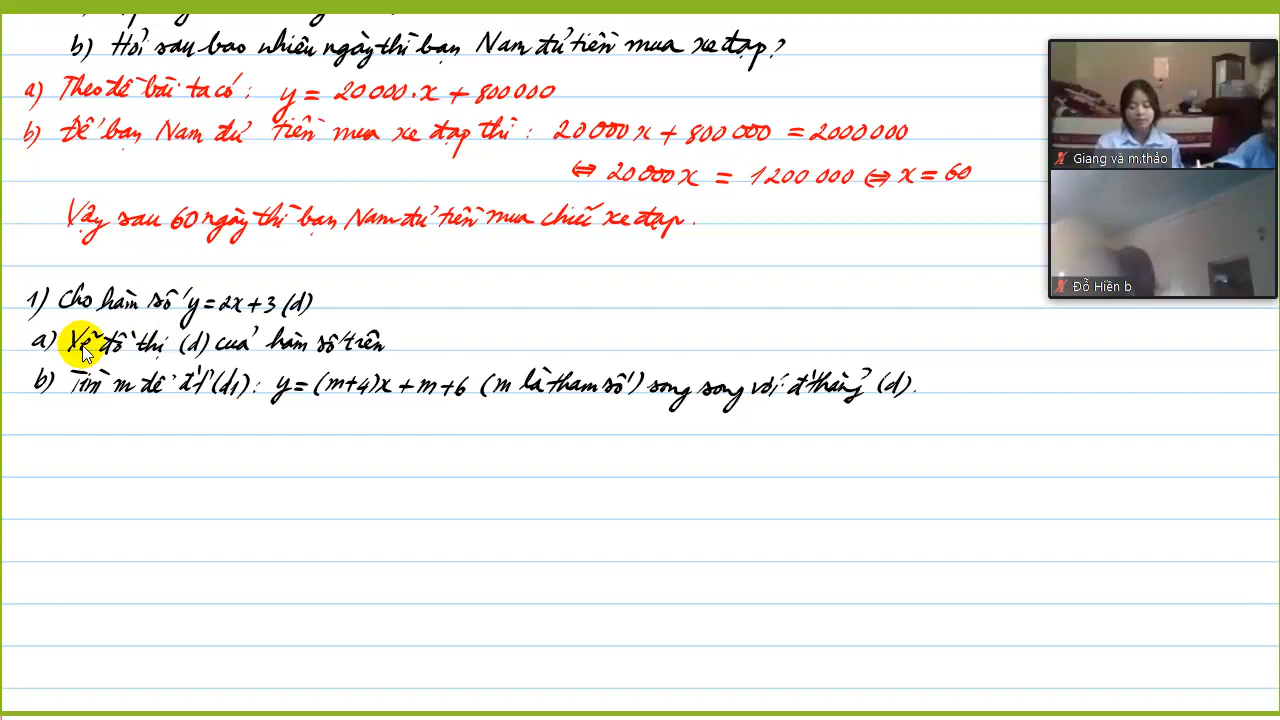 b) Hỏi sau bao nhiêu ngày thì bạn Nam đủ tiền mua xe đạp?
a) Theo đề bài ta có: y = 20000.x + 800000
b) Để bạn Nam đủ tiền mua xe đạp thì: 20000x + 800000 = 2000000
⇔ 20000x = 1200000 ⇔ x = 60
Vậy sau 60 ngày thì bạn Nam đủ tiền mua chiếc xe đạp.
1) Cho hàm số y = 2x + 3 (d)
a) Vẽ đồ thị (d) của hàm số trên
b) Tìm m để đ't (d1): y = (m+4)x + m + 6 (m là tham số) song song với đ'thẳng (d).
Giang và m.thảo
Đỗ Hiền b